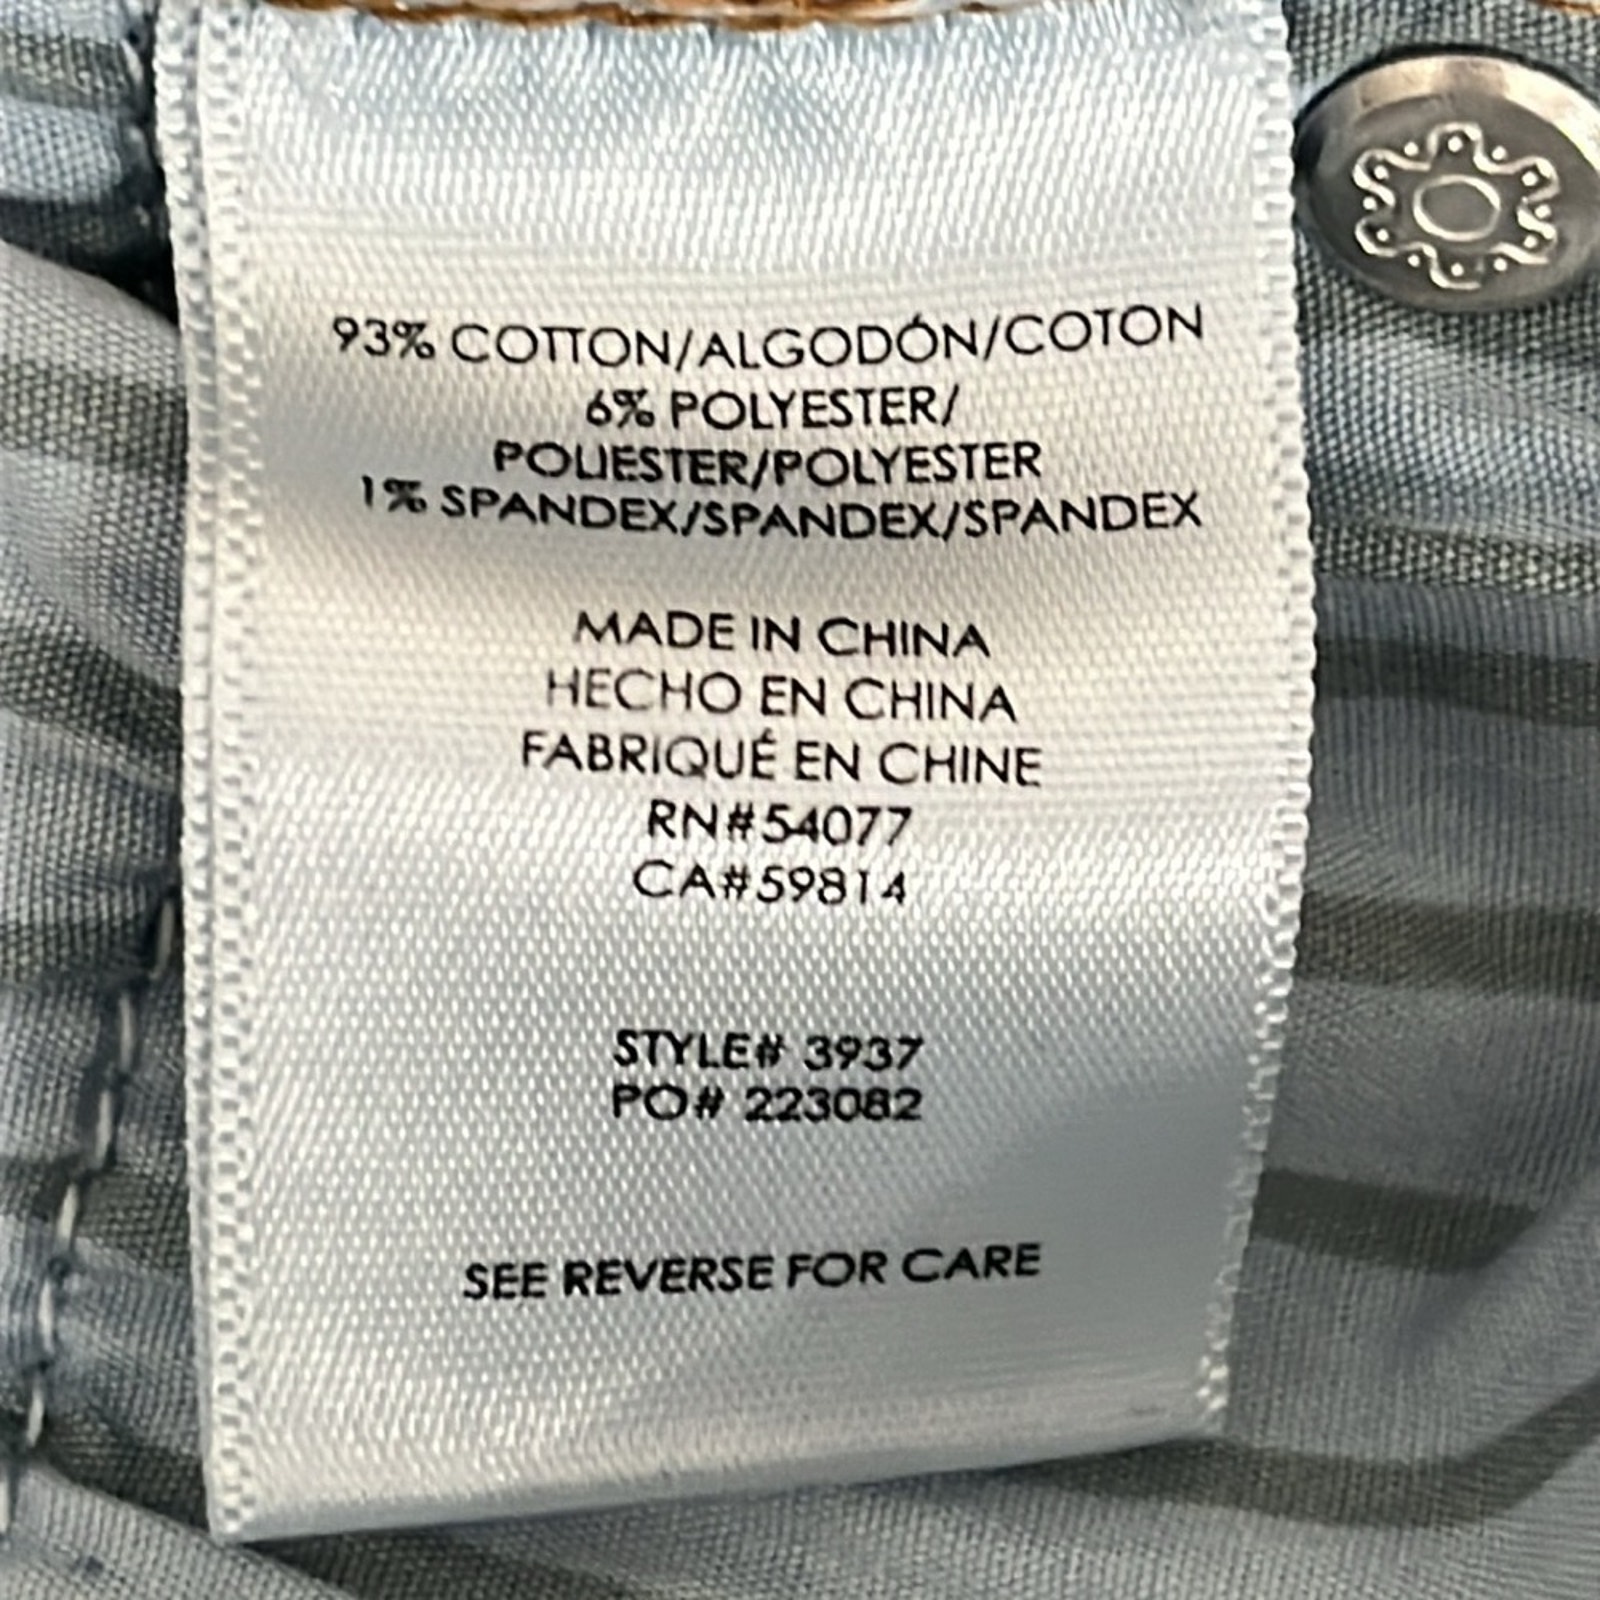 93% COTTON/ALGODÓN/COTON
6% POLYESTER/
POLIESTER/POLYESTER
1% SPANDEX/SPANDEX/SPANDEX
MADE IN CHINA
HECHO EN CHINA
FABRIQUÉ EN CHINE
RN#54077
CA#59814
STYLE# 3937
PO# 223082
SEE REVERSE FOR CARE